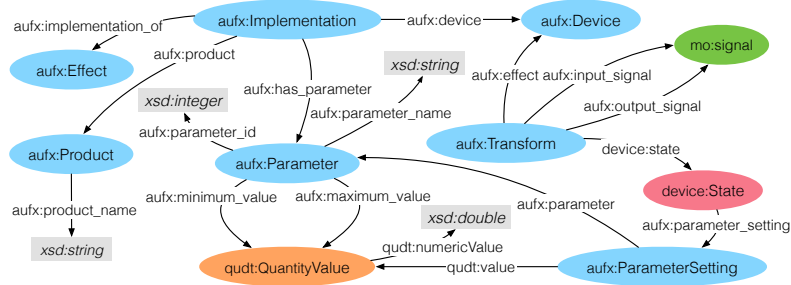 aufx:Implementation
aufx:device
aufx:Device
aufx:implementation_of
mo:signal
aufx:product
xsd:string
aufx:Effect
aufx:effect
aufx:input_signal
aufx:has_parameter
xsd:integer
aufx:output_signal
aufx:parameter_name
aufx:parameter_id
aufx:Transform
device:state
aufx:Product
aufx:Parameter
device:State
aufx:minimum_value
aufx:maximum_value
aufx:parameter
aufx:product_name
xsd:double
aufx:parameter_setting
xsd:string
qudt:numericValue
qudt:QuantityValue
qudt:value
aufx:ParameterSetting